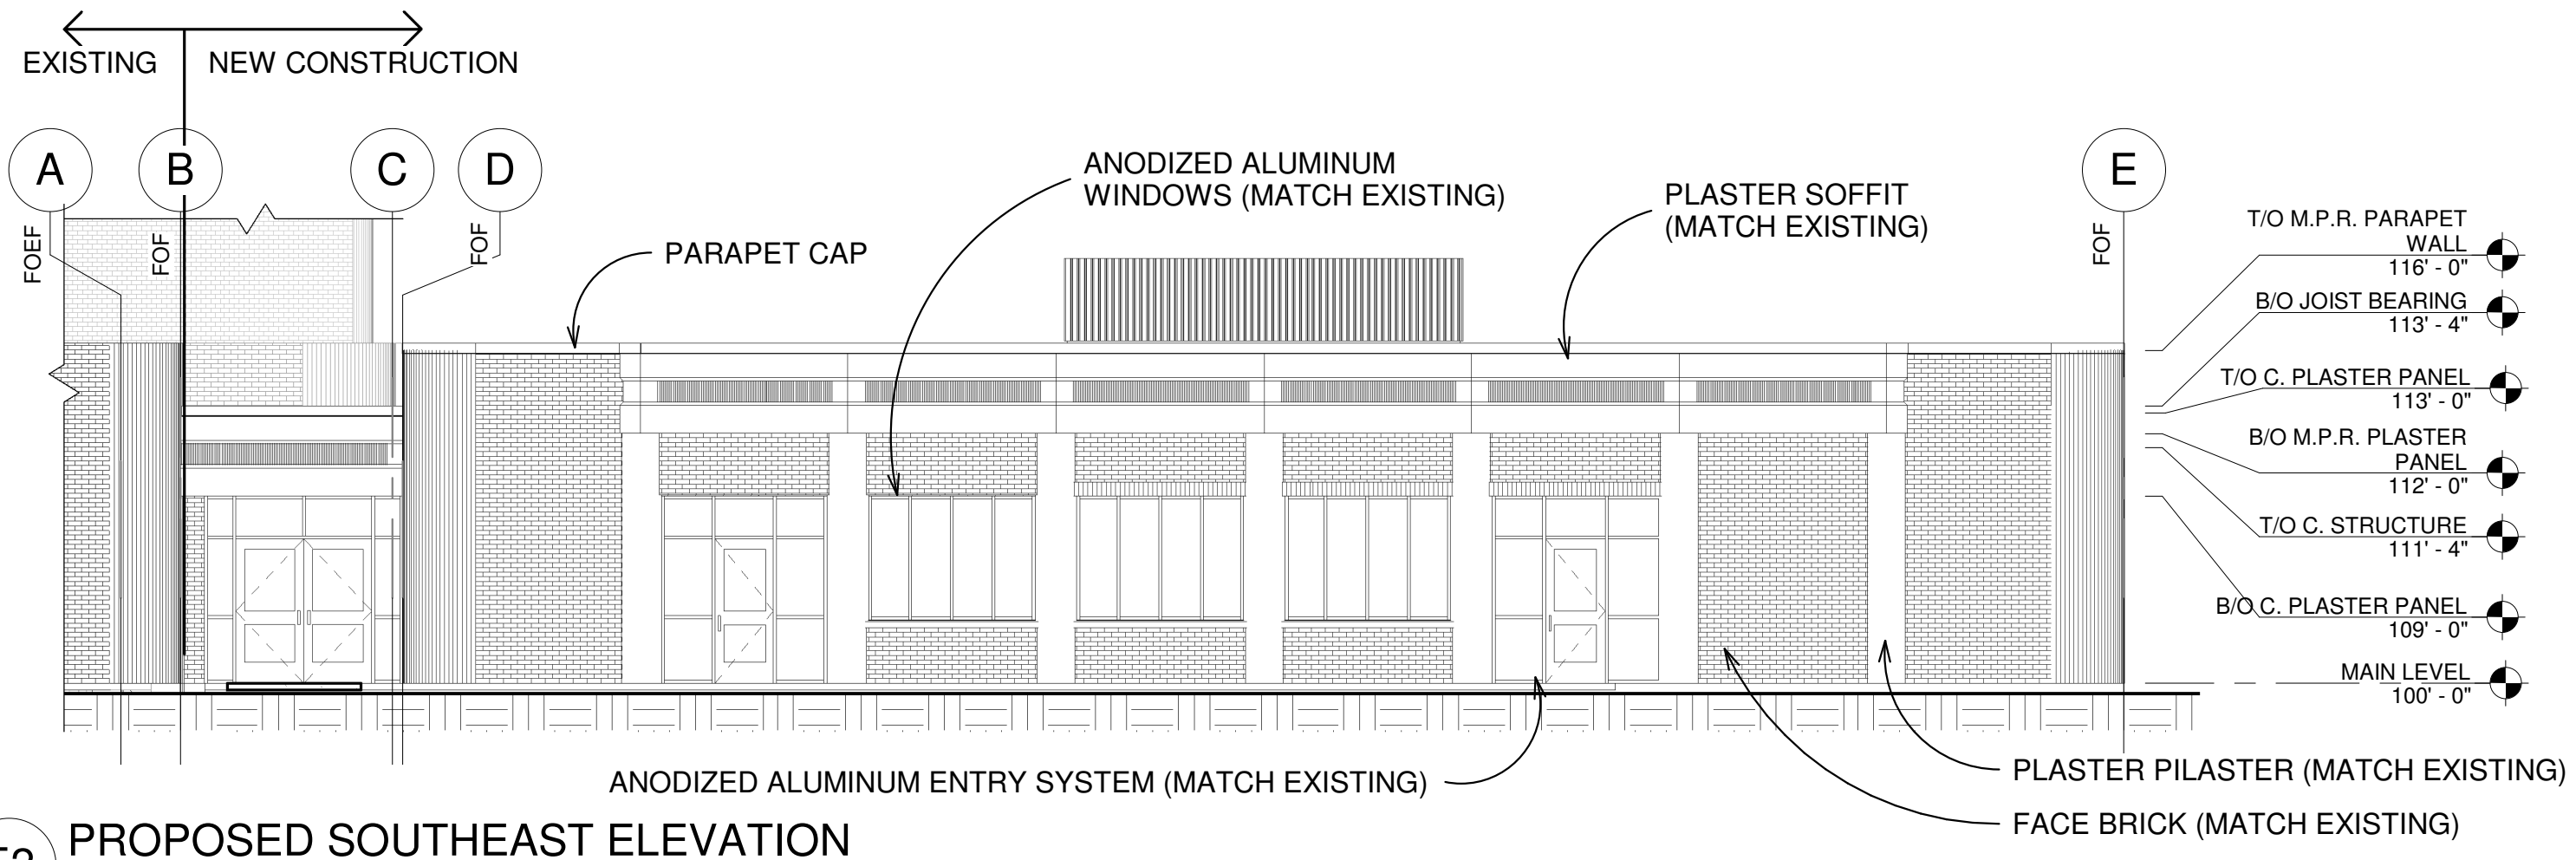 EXISTING
NEW CONSTRUCTION
A
B
C
D
E
FOEF
FOF
FOF
FOF
ANODIZED ALUMINUM
WINDOWS (MATCH EXISTING)
PLASTER SOFFIT
(MATCH EXISTING)
PARAPET CAP
T/O M.P.R. PARAPET
WALL
116' - 0"
B/O JOIST BEARING
113' - 4"
T/O C. PLASTER PANEL
113' - 0"
B/O M.P.R. PLASTER
PANEL
112' - 0"
T/O C. STRUCTURE
111' - 4"
B/O C. PLASTER PANEL
109' - 0"
MAIN LEVEL
100' - 0"
ANODIZED ALUMINUM ENTRY SYSTEM (MATCH EXISTING)
PLASTER PILASTER (MATCH EXISTING)
FACE BRICK (MATCH EXISTING)
PROPOSED SOUTHEAST ELEVATION